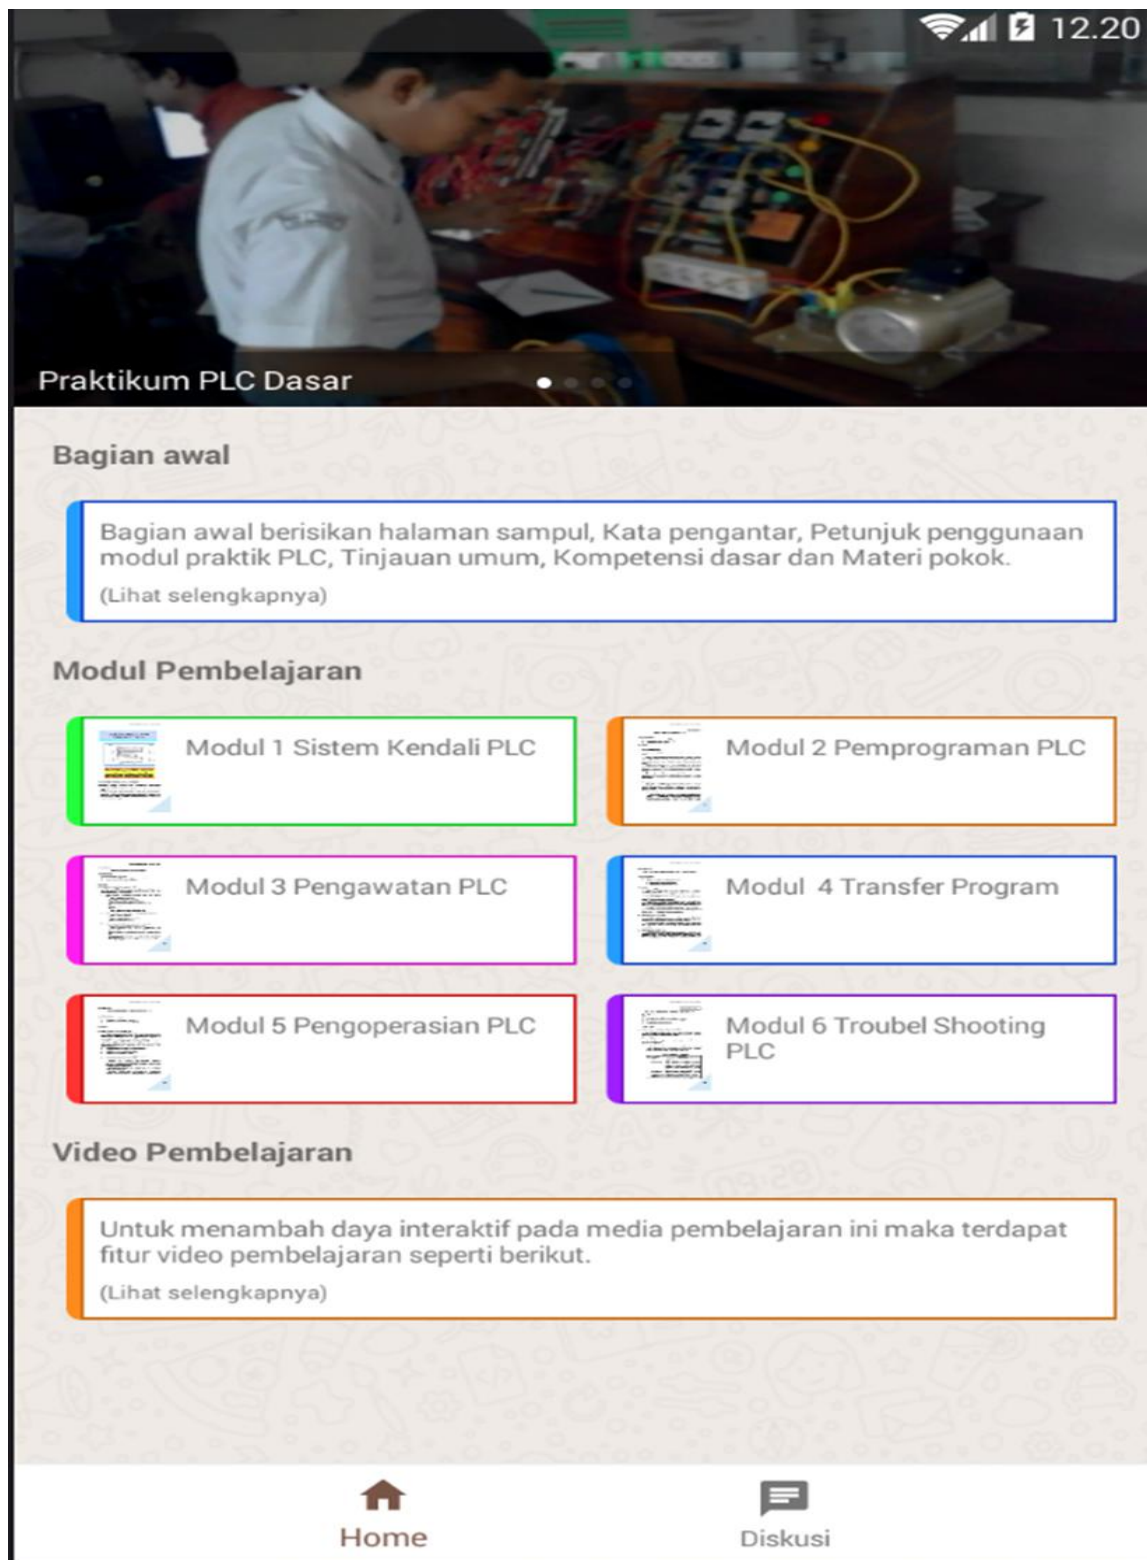 12.20
Praktikum PLC Dasar
Bagian awal
Bagian awal berisikan halaman sampul, Kata pengantar, Petunjuk penggunaan
modul praktik PLC, Tinjauan umum, Kompetensi dasar dan Materi pokok.
(Lihat selengkapnya)
Modul Pembelajaran
Modul 1 Sistem Kendali PLC
Modul 2 Pemprograman PLC
Modul 3 Pengawatan PLC
Modul 4 Transfer Program
Modul 5 Pengoperasian PLC
Modul 6 Troubel Shooting
PLC
Video Pembelajaran
Untuk menambah daya interaktif pada media pembelajaran ini maka terdapat
fitur video pembelajaran seperti berikut.
(Lihat selengkapnya)
Home
Diskusi